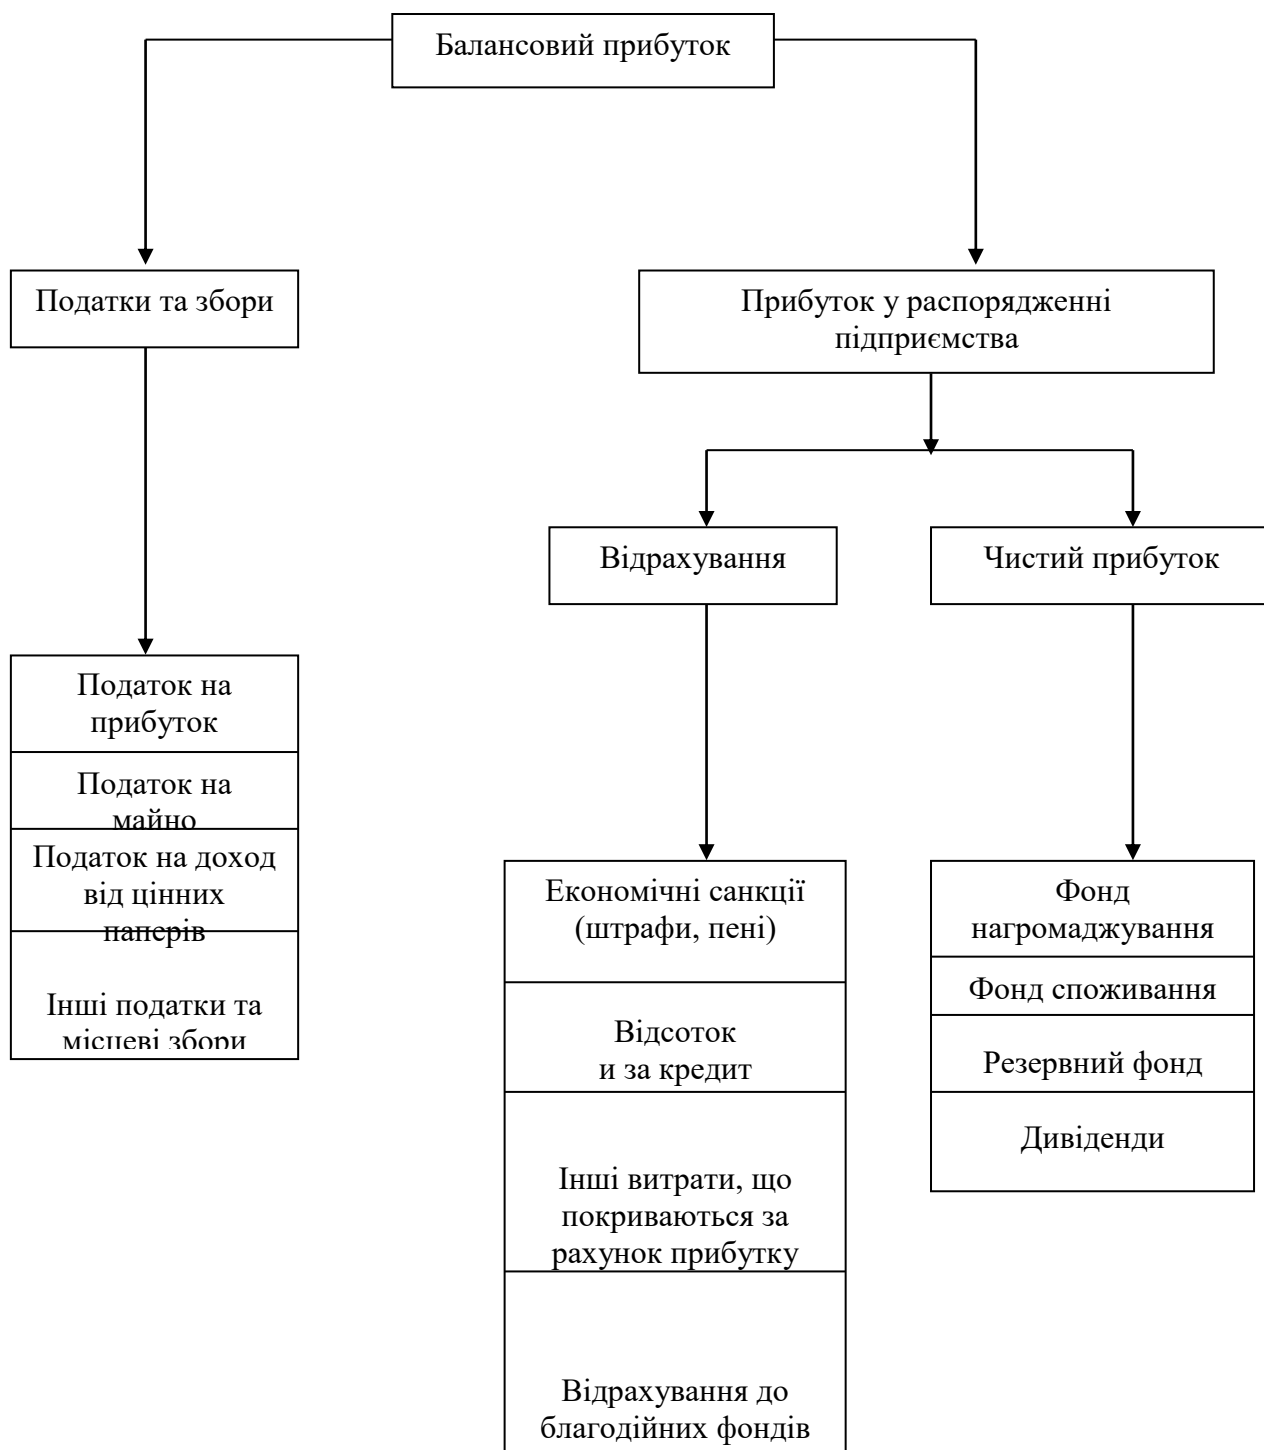 Балансовий прибуток
Податки та збори
Прибуток у распорядженні
підприємства
Відрахування
Чистий прибуток
Податок на
прибуток
Податок на
майно
Податок на доход
від цінних
паперів
Інші податки та
місцеві збори
Економічні санкції
(штрафи, пені)
Відсоток
и за кредит
Інші витрати, що
покриваються за
рахунок прибутку
Відрахування до
благодійних фондів
Фонд
нагромаджування
Фонд споживання
Резервний фонд
Дивіденди